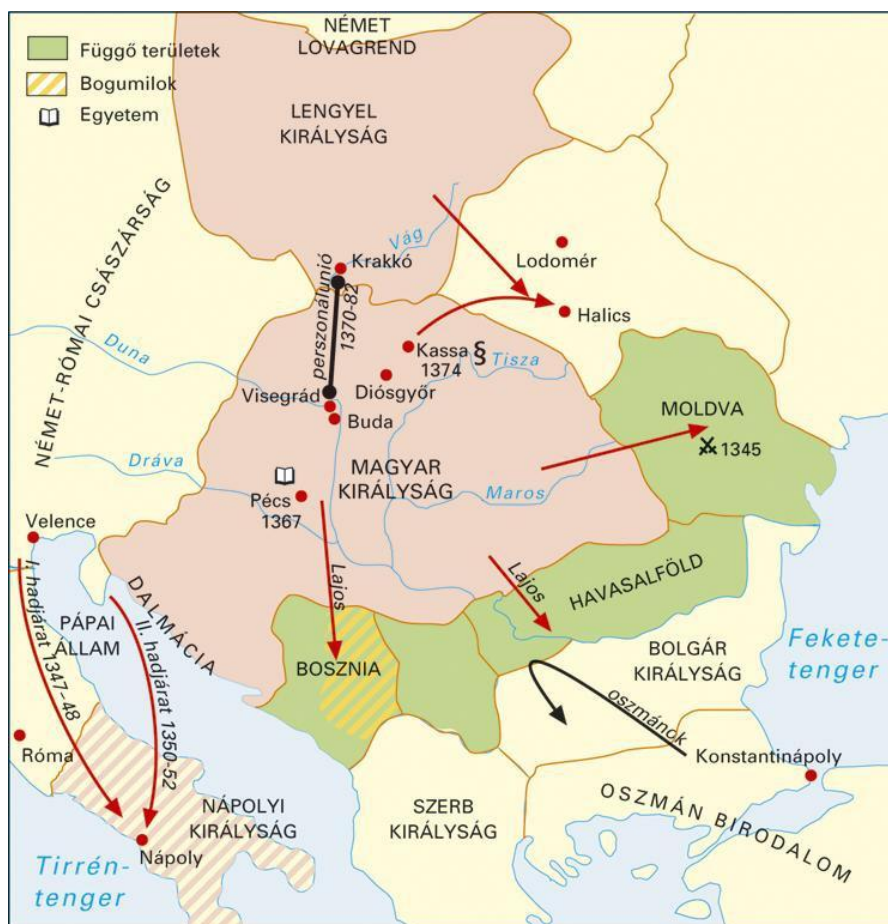 Függő területek
Bogumilok
Egyetem
NÉMET
LOVAGREND
LENGYEL
KIRÁLYSÁG
NÉMET-RÓMAI CSÁSZÁRSÁG
Vág
Krakkó
perszonálunió
1370-82
Lodomér
Halics
Duna
Kassa §
1374
Tisza
Diósgyőr
Visegrád
Buda
MOLDVA
1345
Dráva
MAGYAR
KIRÁLYSÁG
Maros
Pécs
1367
Velence
Lajos
Lajos
DALMÁCIA
I. hadjárat 1347-48
II. hadjárat 1350-52
PÁPAI
ÁLLAM
HAVASALFÖLD
BOSZNIA
BOLGÁR
KIRÁLYSÁG
Fekete-
tenger
oszmánok
Róma
Konstantinápoly
NÁPOLYI
KIRÁLYSÁG
SZERB
KIRÁLYSÁG
OSZMÁN BIRODALOM
Nápoly
Tirrén-
tenger